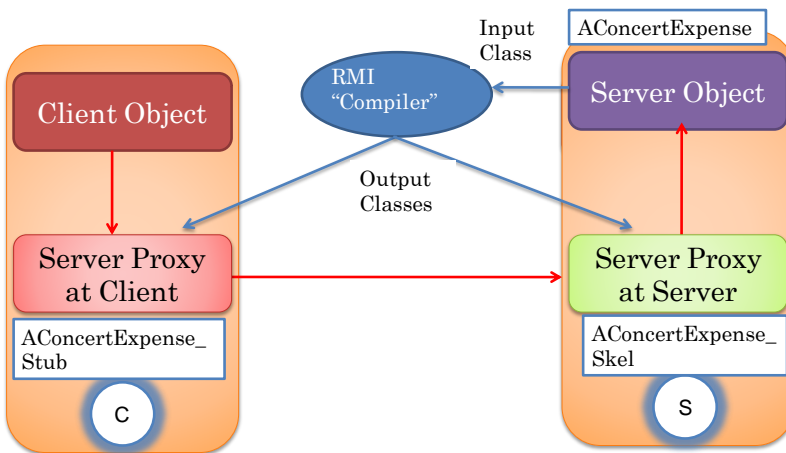 AConcertExpense
Input
Class
RMI
“Compiler”
Client Object
Server Object
Output
Classes
Server Proxy
at Client
Server Proxy
at Server
AConcertExpense_
Stub
AConcertExpense_
Skel
C
S